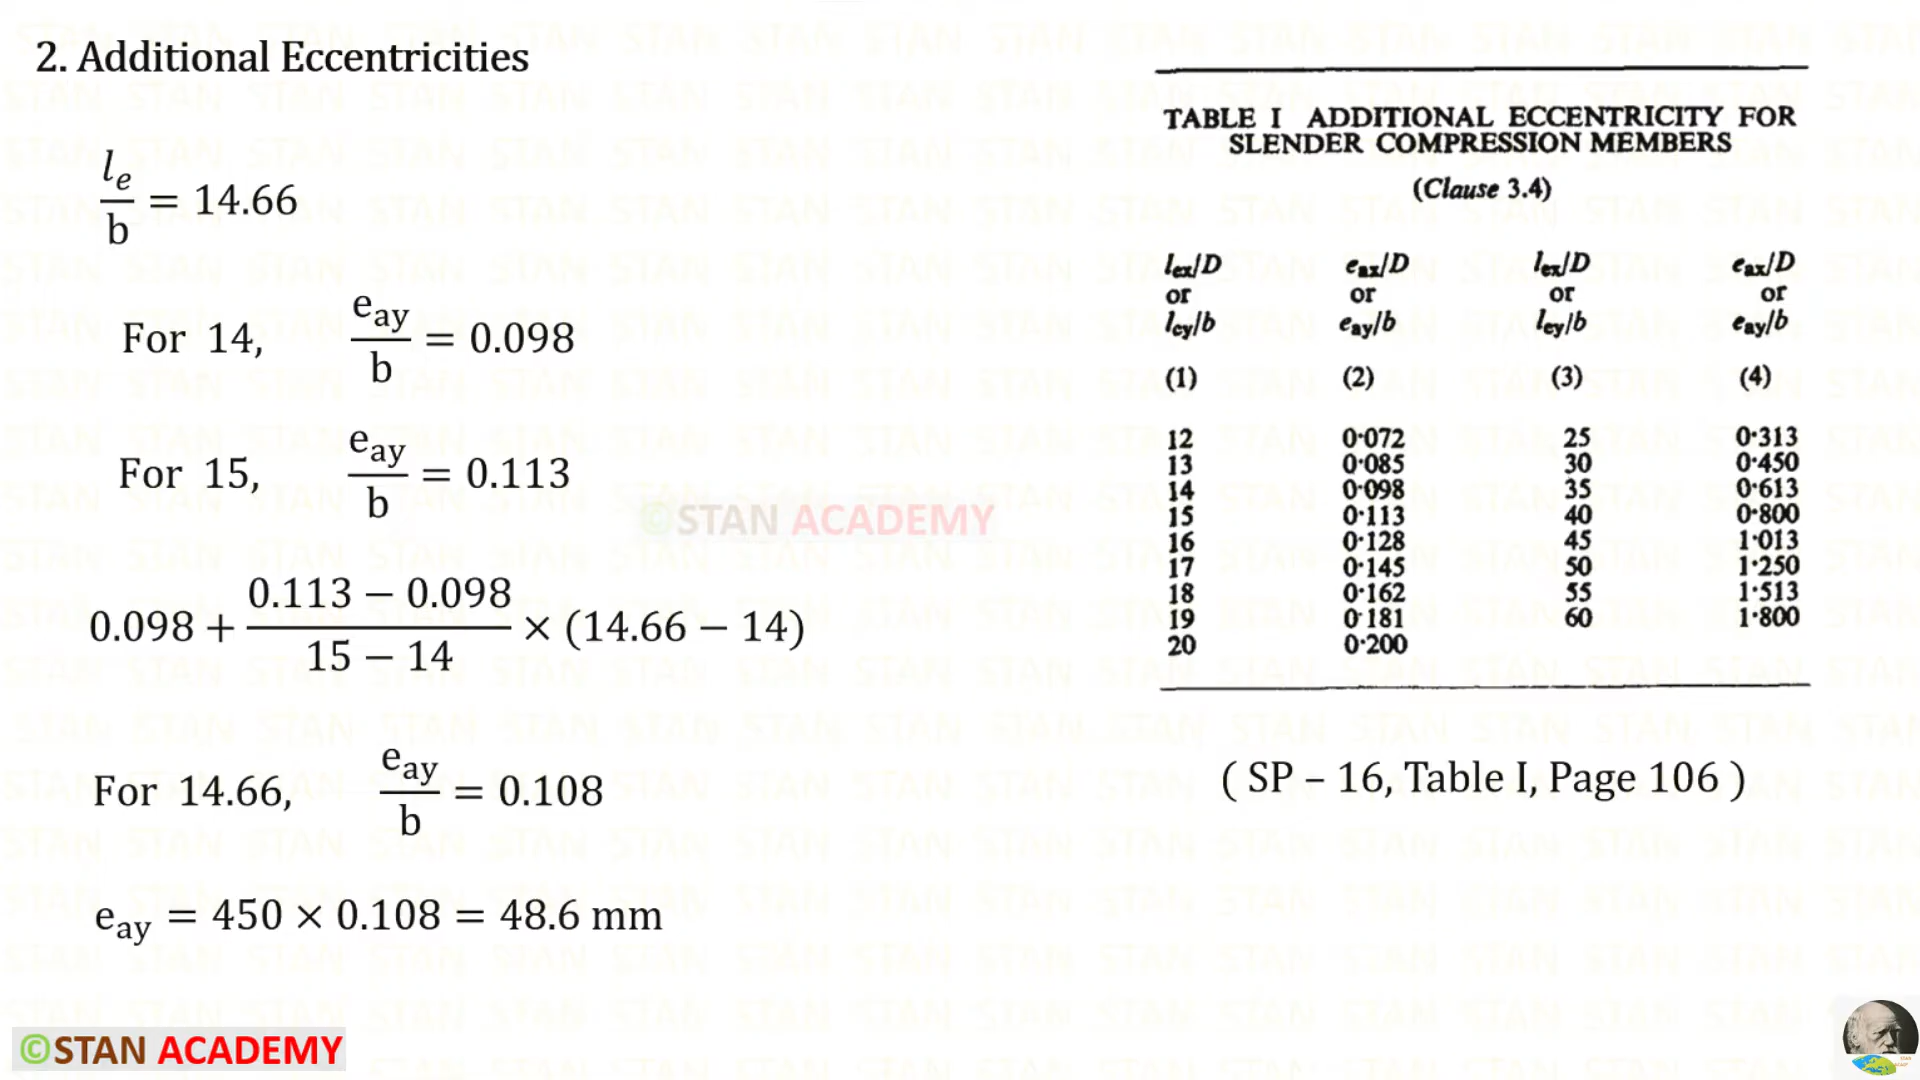 2. Additional Eccentricities
le/b = 14.66
For 14, eay/b = 0.098
For 15, eay/b = 0.113
0.098 + (0.113 − 0.098)/(15 − 14) × (14.66 − 14)
For 14.66, eay/b = 0.108
eay = 450 × 0.108 = 48.6 mm
TABLE I ADDITIONAL ECCENTRICITY FOR
SLENDER COMPRESSION MEMBERS
(Clause 3.4)
lex/D eax/D lex/D eax/D
or or or or
ley/b eay/b ley/b eay/b
(1) (2) (3) (4)
12 0·072 25 0·313
13 0·085 30 0·450
14 0·098 35 0·613
15 0·113 40 0·800
16 0·128 45 1·013
17 0·145 50 1·250
18 0·162 55 1·513
19 0·181 60 1·800
20 0·200
( SP – 16, Table I, Page 106 )
©STAN ACADEMY
©STAN ACADEMY